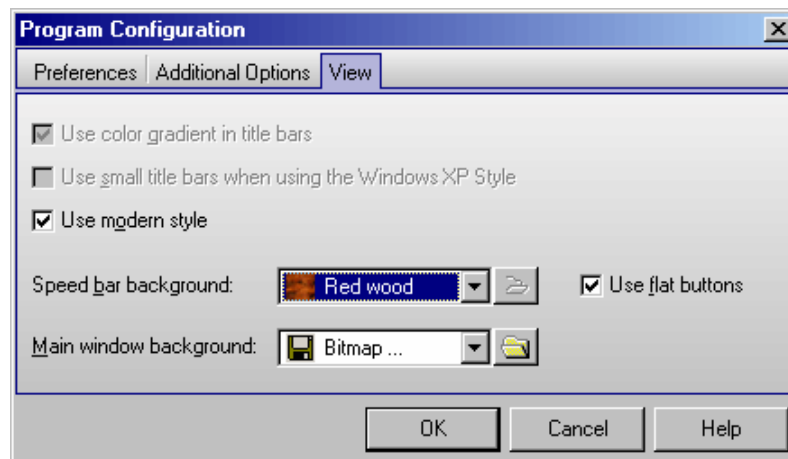 Program Configuration
Preferences Additional Options View
Use color gradient in title bars
Use small title bars when using the Windows XP Style
Use modern style
Speed bar background: Red wood Use flat buttons
Main window background: Bitmap ...
OK Cancel Help